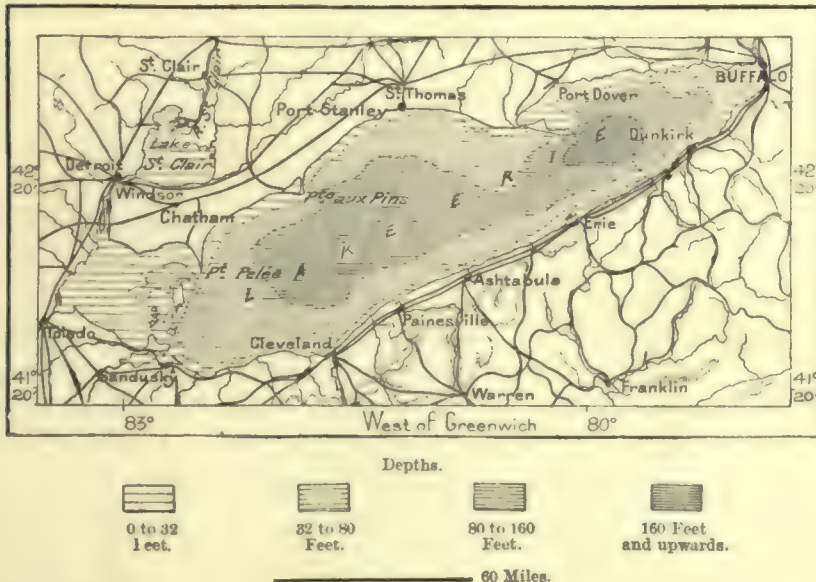 St. Clair
St. Clair
Lake
St. Clair
Detroit
Windsor
Chatham
Port Stanley
St. Thomas
Port Dover
BUFFALO
Dunkirk
Pte aux Pins
Pt. Pelée
L A K E E R I E
Erie
Ashtabula
Painesville
Cleveland
Toledo
Sandusky
Warren
Franklin
42°
20°
42°
20°
41°
20°
41°
20°
83°
West of Greenwich
80°
Depths.
0 to 32
Feet.
32 to 80
Feet.
80 to 160
Feet.
160 Feet
and upwards.
60 Miles.